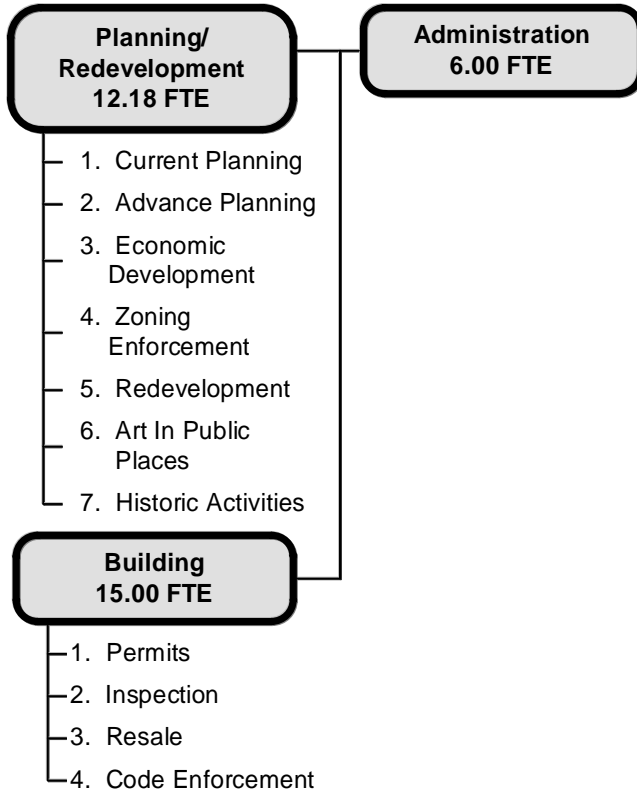 Planning/
Redevelopment
12.18 FTE
Administration
6.00 FTE
1. Current Planning
2. Advance Planning
3. Economic
Development
4. Zoning
Enforcement
5. Redevelopment
6. Art In Public
Places
7. Historic Activities
Building
15.00 FTE
1. Permits
2. Inspection
3. Resale
4. Code Enforcement